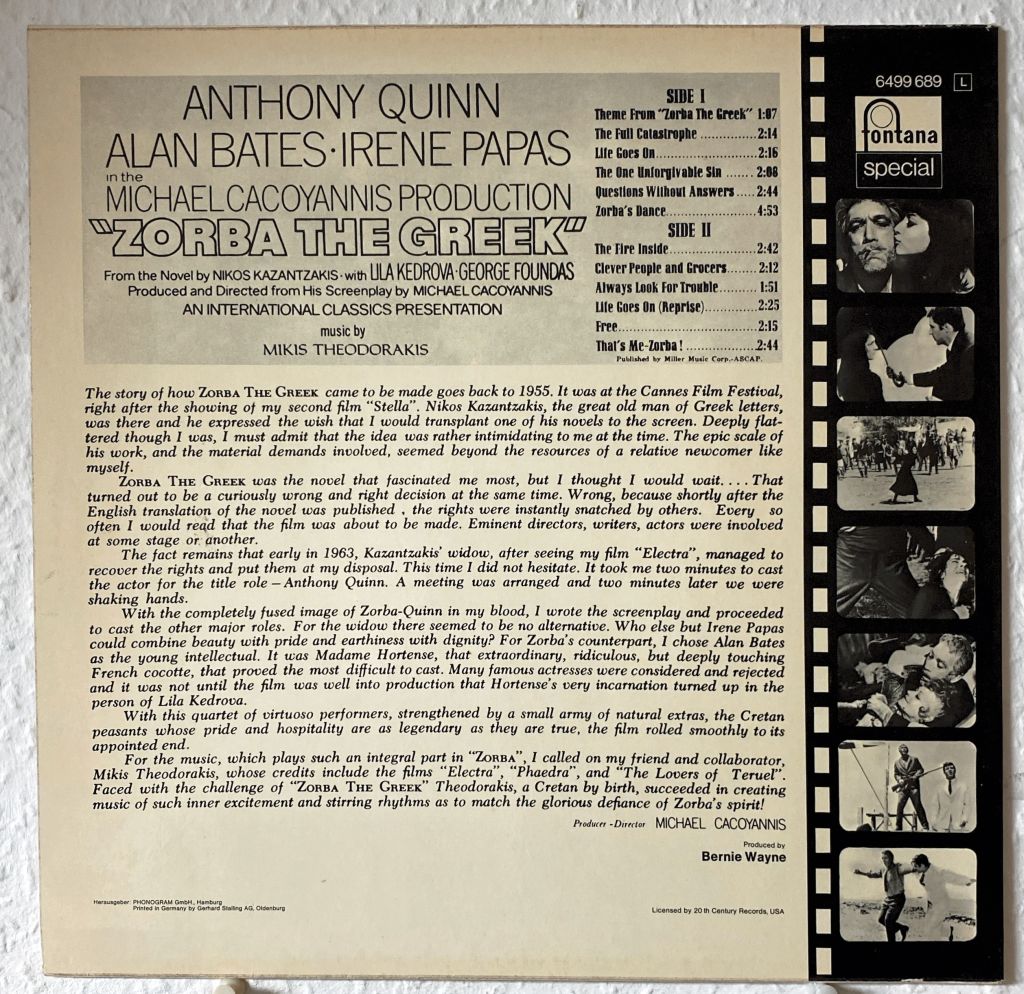 ANTHONY QUINN
ALAN BATES·IRENE PAPAS
in the
MICHAEL CACOYANNIS PRODUCTION
"ZORBA THE GREEK"
From the Novel by NIKOS KAZANTZAKIS · with LILA KEDROVA·GEORGE FOUNDAS
Produced and Directed from His Screenplay by MICHAEL CACOYANNIS
AN INTERNATIONAL CLASSICS PRESENTATION
music by
MIKIS THEODORAKIS
SIDE I
Theme From "Zorba The Greek" 1:07
The Full Catastrophe .............. 2:14
Life Goes On........................ 2:16
The One Unforgivable Sin ....... 2:08
Questions Without Answers ..... 2:44
Zorba's Dance...................... 4:53
SIDE II
The Fire Inside..................... 2:42
Clever People and Grocers........ 2:12
Always Look For Trouble.......... 1:51
Life Goes On (Reprise)............. 2:25
Free................................... 2:15
That's Me-Zorba! .................. 2:44
Published by Miller Music Corp.-ASCAP.
6499 689 L
fontana
special
The story of how ZORBA THE GREEK came to be made goes back to 1955. It was at the Cannes Film Festival,
right after the showing of my second film "Stella". Nikos Kazantzakis, the great old man of Greek letters,
was there and he expressed the wish that I would transplant one of his novels to the screen. Deeply flat-
tered though I was, I must admit that the idea was rather intimidating to me at the time. The epic scale of
his work, and the material demands involved, seemed beyond the resources of a relative newcomer like
myself.
ZORBA THE GREEK was the novel that fascinated me most, but I thought I would wait. . . . That
turned out to be a curiously wrong and right decision at the same time. Wrong, because shortly after the
English translation of the novel was published , the rights were instantly snatched by others. Every so
often I would read that the film was about to be made. Eminent directors, writers, actors were involved
at some stage or another.
The fact remains that early in 1963, Kazantzakis' widow, after seeing my film "Electra", managed to
recover the rights and put them at my disposal. This time I did not hesitate. It took me two minutes to cast
the actor for the title role – Anthony Quinn. A meeting was arranged and two minutes later we were
shaking hands.
With the completely fused image of Zorba-Quinn in my blood, I wrote the screenplay and proceeded
to cast the other major roles. For the widow there seemed to be no alternative. Who else but Irene Papas
could combine beauty with pride and earthiness with dignity? For Zorba's counterpart, I chose Alan Bates
as the young intellectual. It was Madame Hortense, that extraordinary, ridiculous, but deeply touching
French cocotte, that proved the most difficult to cast. Many famous actresses were considered and rejected
and it was not until the film was well into production that Hortense's very incarnation turned up in the
person of Lila Kedrova.
With this quartet of virtuoso performers, strengthened by a small army of natural extras, the Cretan
peasants whose pride and hospitality are as legendary as they are true, the film rolled smoothly to its
appointed end.
For the music, which plays such an integral part in "ZORBA", I called on my friend and collaborator,
Mikis Theodorakis, whose credits include the films "Electra", "Phaedra", and "The Lovers of Teruel".
Faced with the challenge of "ZORBA THE GREEK" Theodorakis, a Cretan by birth, succeeded in creating
music of such inner excitement and stirring rhythms as to match the glorious defiance of Zorba's spirit!
Producer - Director MICHAEL CACOYANNIS
Produced by
Bernie Wayne
Herausgeber: PHONOGRAM GmbH., Hamburg
Printed in Germany by Gerhard Stalling AG, Oldenburg
Licensed by 20 th Century Records, USA